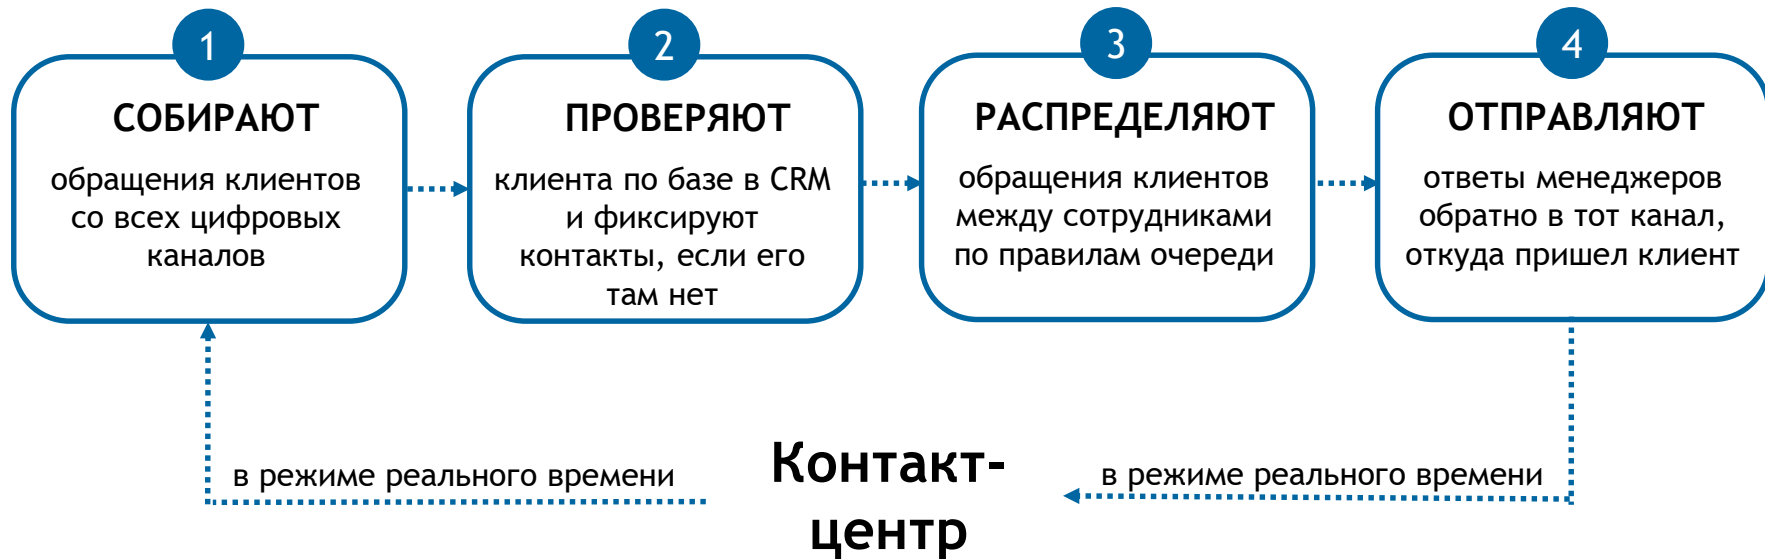 1
СОБИРАЮТ
обращения клиентов
со всех цифровых
каналов
2
ПРОВЕРЯЮТ
клиента по базе в CRM
и фиксируют
контакты, если его
там нет
3
РАСПРЕДЕЛЯЮТ
обращения клиентов
между сотрудниками
по правилам очереди
4
ОТПРАВЛЯЮТ
ответы менеджеров
обратно в тот канал,
откуда пришел клиент
в режиме реального времени
Контакт-
центр
в режиме реального времени